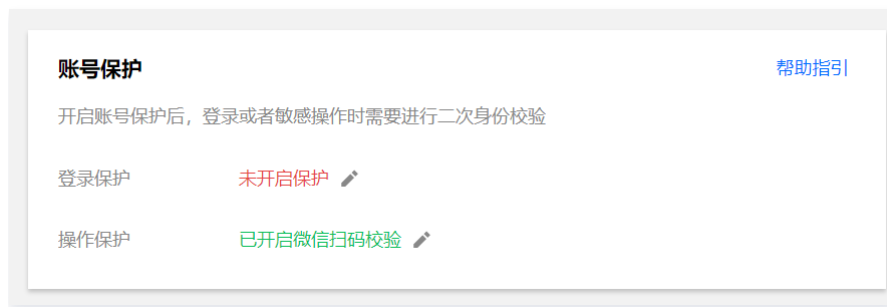 账号保护
帮助指引
开启账号保护后，登录或者敏感操作时需要进行二次身份校验
登录保护 未开启保护
操作保护 已开启微信扫码校验